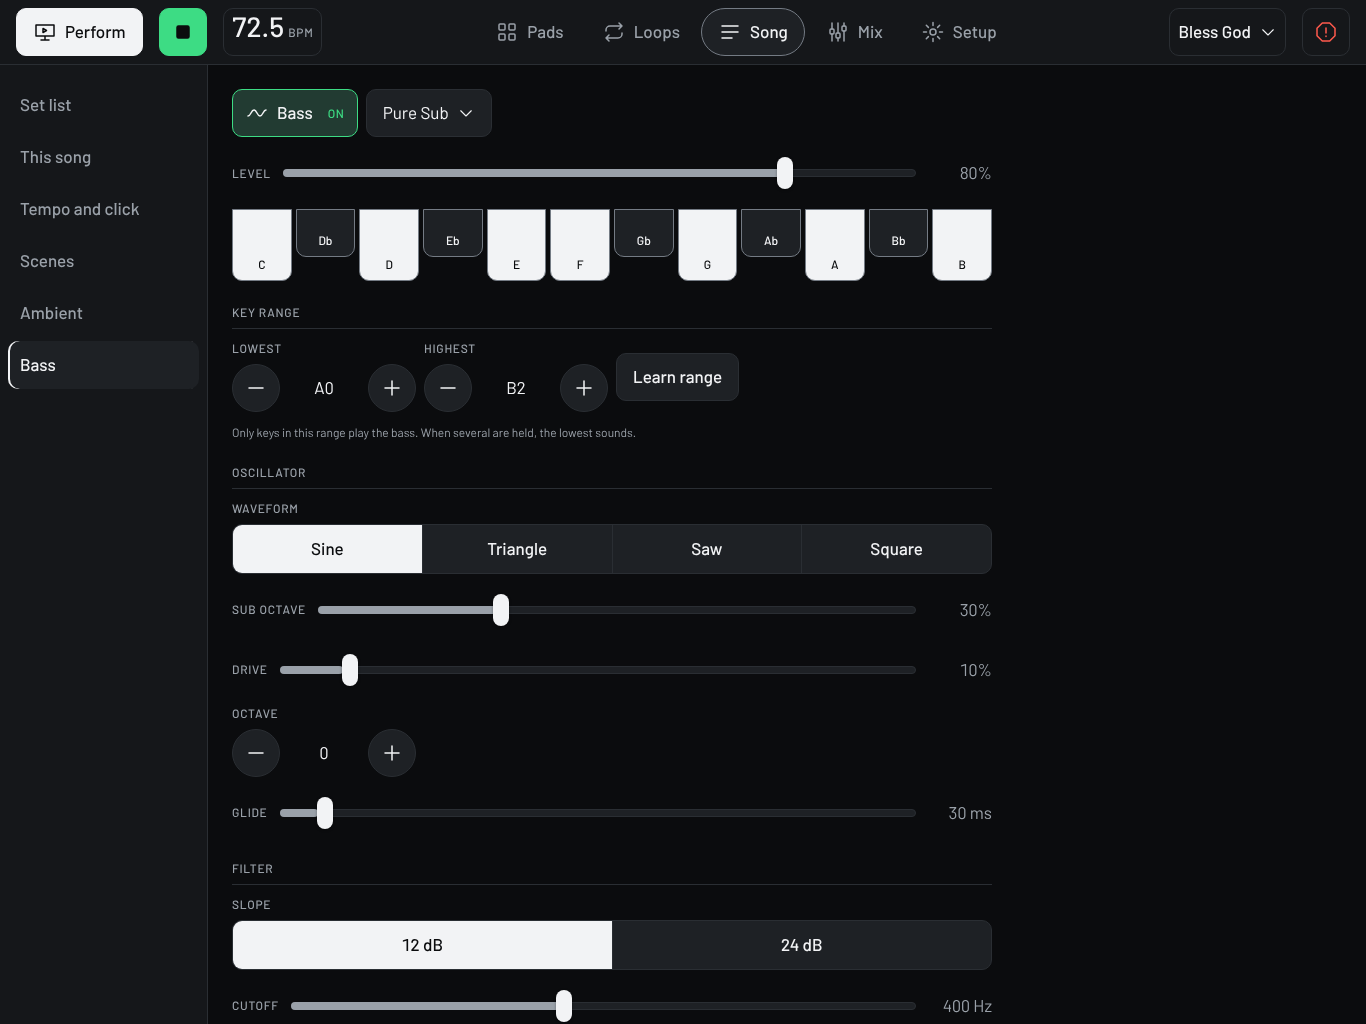 Perform
72.5 BPM
Pads
Loops
Song
Mix
Setup
Bless God
Set list
This song
Tempo and click
Scenes
Ambient
Bass
Bass ON
Pure Sub
LEVEL 80%
C Db D Eb E F Gb G Ab A Bb B
KEY RANGE
LOWEST HIGHEST
A0 B2 Learn range
Only keys in this range play the bass. When several are held, the lowest sounds.
OSCILLATOR
WAVEFORM
Sine Triangle Saw Square
SUB OCTAVE 30%
DRIVE 10%
OCTAVE
0
GLIDE 30 ms
FILTER
SLOPE
12 dB 24 dB
CUTOFF 400 Hz